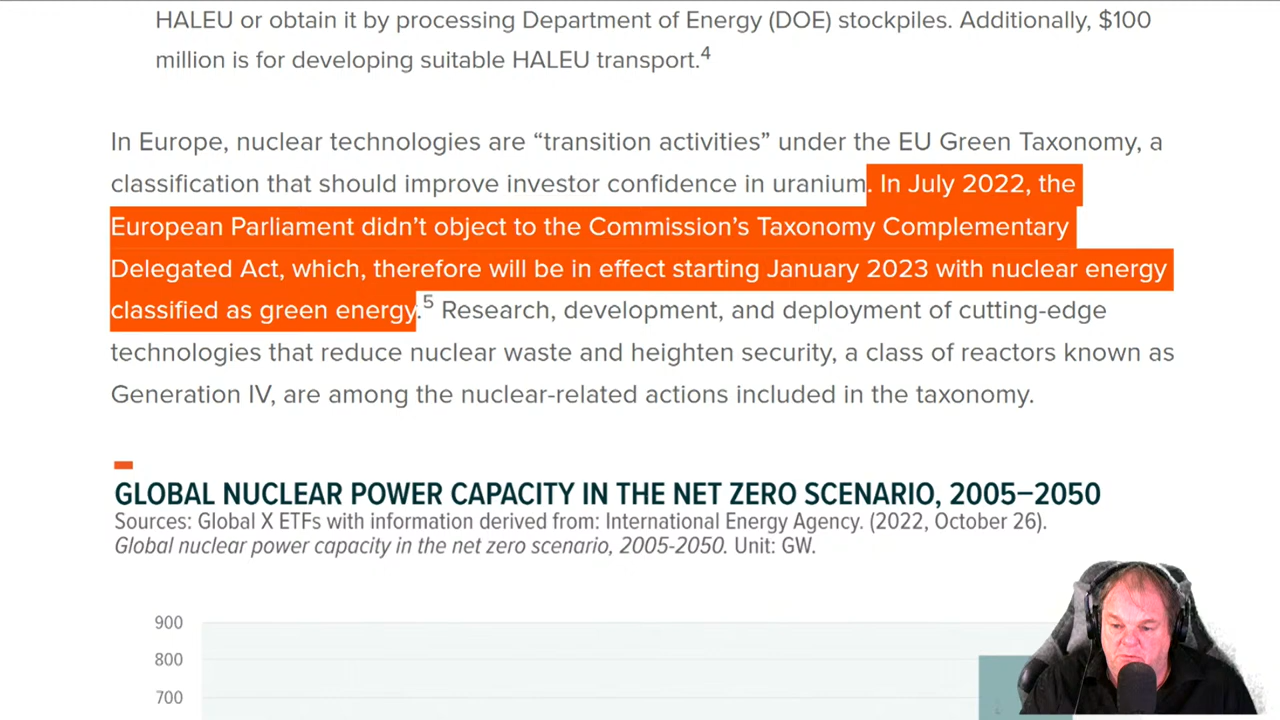 HALEU or obtain it by processing Department of Energy (DOE) stockpiles. Additionally, $100
million is for developing suitable HALEU transport.4
In Europe, nuclear technologies are “transition activities” under the EU Green Taxonomy, a
classification that should improve investor confidence in uranium. In July 2022, the
European Parliament didn’t object to the Commission’s Taxonomy Complementary
Delegated Act, which, therefore will be in effect starting January 2023 with nuclear energy
classified as green energy.5 Research, development, and deployment of cutting-edge
technologies that reduce nuclear waste and heighten security, a class of reactors known as
Generation IV, are among the nuclear-related actions included in the taxonomy.
GLOBAL NUCLEAR POWER CAPACITY IN THE NET ZERO SCENARIO, 2005–2050
Sources: Global X ETFs with information derived from: International Energy Agency. (2022, October 26).
Global nuclear power capacity in the net zero scenario, 2005-2050. Unit: GW.
900
800
700